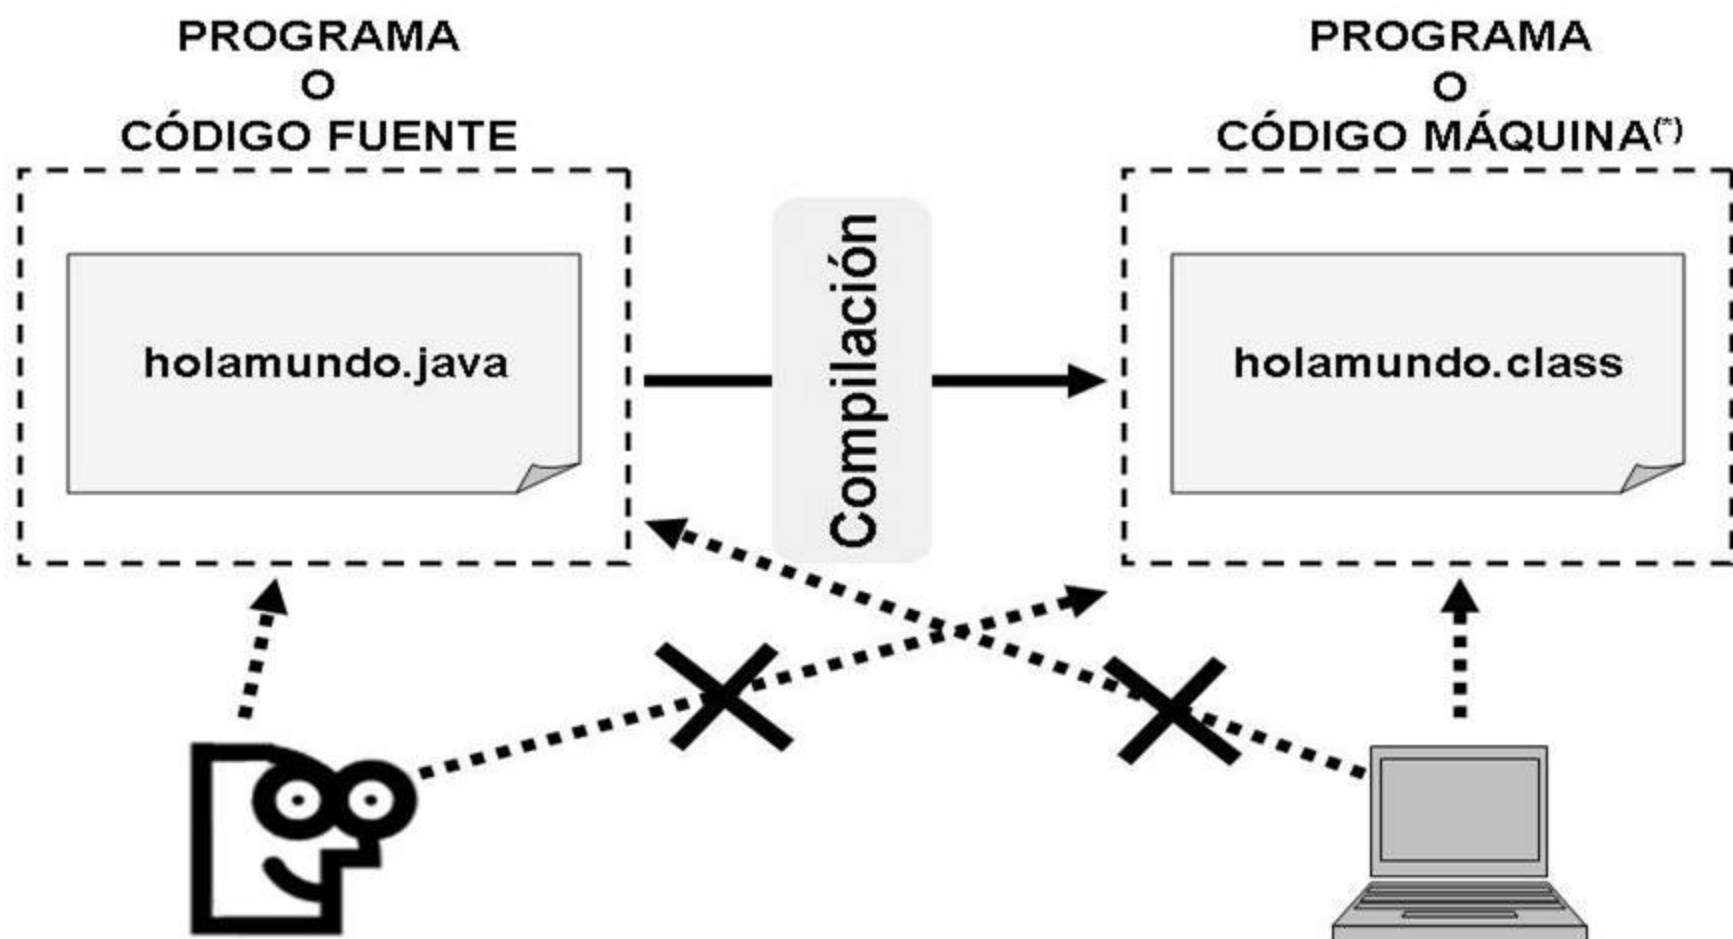 PROGRAMA
O
CÓDIGO FUENTE
holamundo.java
Compilación
PROGRAMA
O
CÓDIGO MÁQUINA(*)
holamundo.class